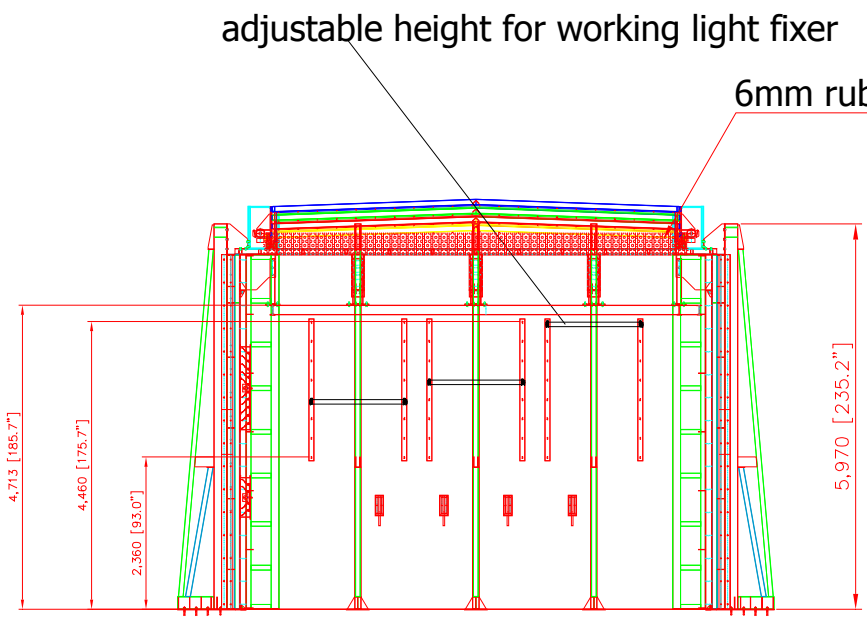 adjustable height for working light fixer
6mm rub
4,713 [185.7”]
4,460 [175.7”]
2,360 [93.0”]
5,970 [235.2”]